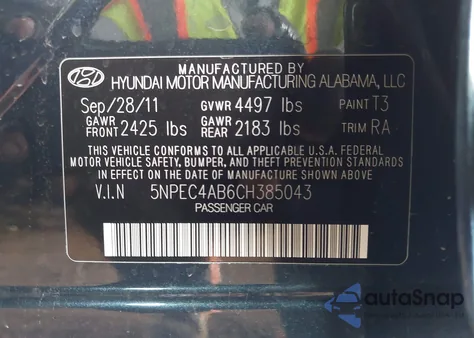 MANUFACTURED BY
HYUNDAI MOTOR MANUFACTURING ALABAMA, LLC
Sep/28/11 GVWR 4497 lbs PAINT T3
GAWR FRONT 2425 lbs GAWR REAR 2183 lbs TRIM RA
THIS VEHICLE CONFORMS TO ALL APPLICABLE U.S.A. FEDERAL
MOTOR VEHICLE SAFETY, BUMPER, AND THEFT PREVENTION STANDARDS
IN EFFECT ON THE DATE OF MANUFACTURE SHOWN ABOVE
V.I.N 5NPEC4AB6CH385043
PASSENGER CAR
autoSnap